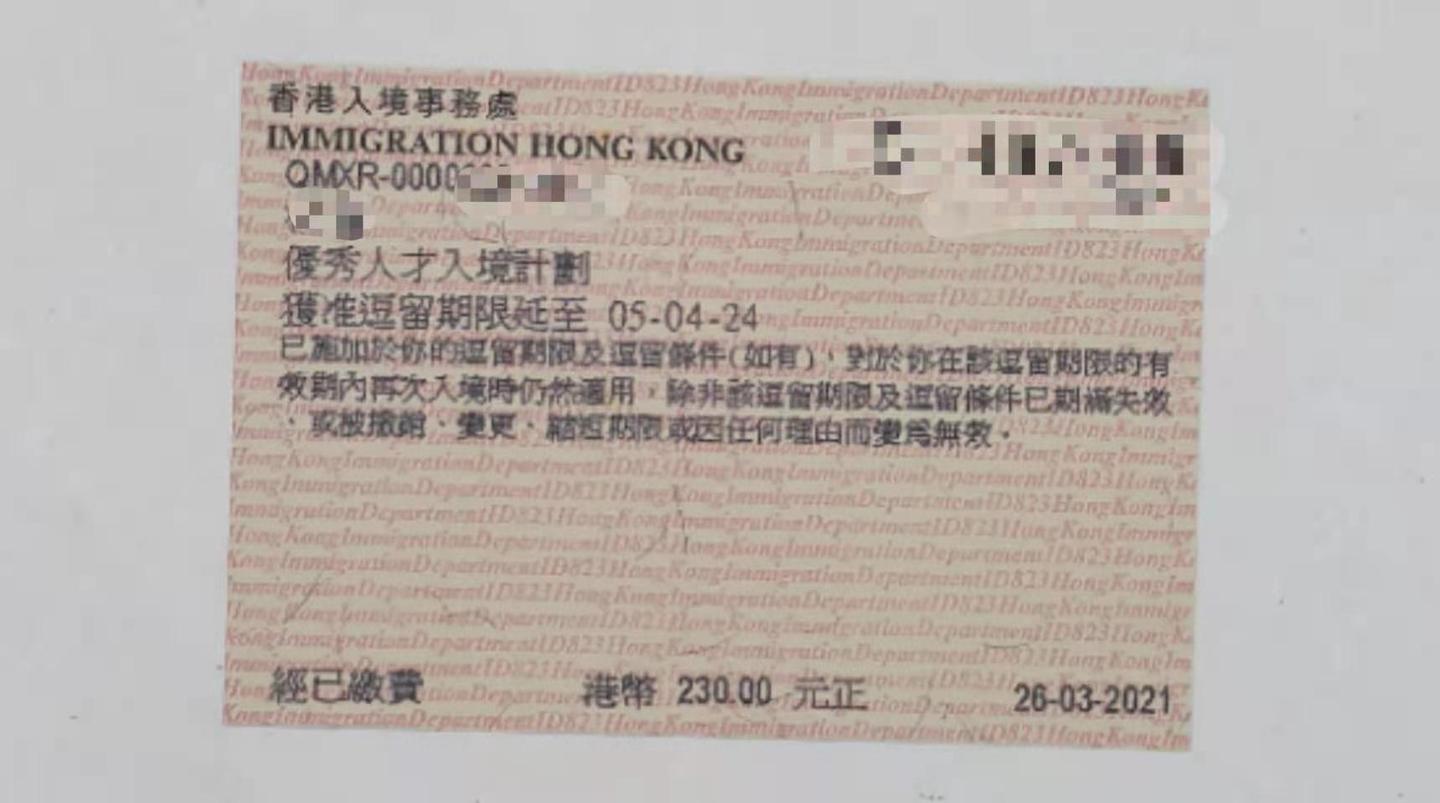 香港入境事務處
IMMIGRATION HONG KONG
QMXR-0000
優秀人才入境計劃
獲准逗留期限延至 05-04-24
已施加於你的逗留期限及逗留條件(如有)，對於你在該逗留期限的有
效期內再次入境時仍然適用，除非該逗留期限及逗留條件已期滿失效
、或被撤銷、變更、縮短期限或因任何理由而變為無效。
經已繳費 港幣 230.00 元正 26-03-2021